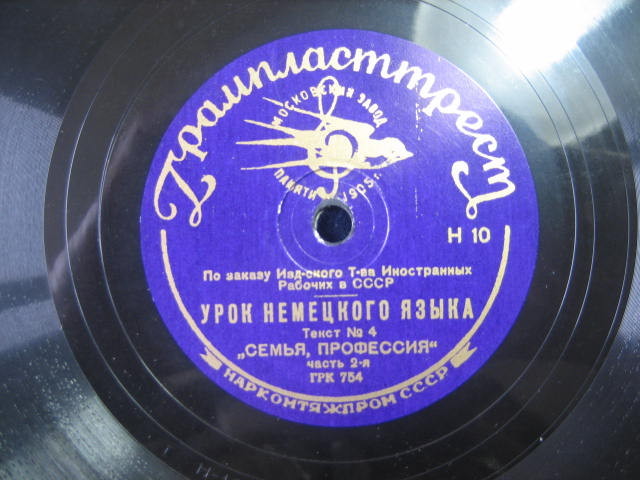 Грампласттрест
МОСКОВСКИЙ ЗАВОД
ПАМЯТИ 1905 г.
Н 10
По заказу Изд-ского Т-ва Иностранных
Рабочих в СССР
УРОК НЕМЕЦКОГО ЯЗЫКА
Текст № 4
„СЕМЬЯ, ПРОФЕССИЯ“
часть 2-я
ГРК 754
НАРКОМТЯЖПРОМ СССР